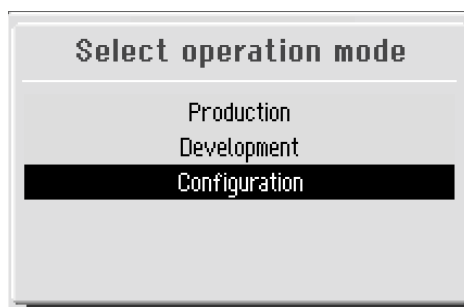 Select operation mode
Production
Development
Configuration